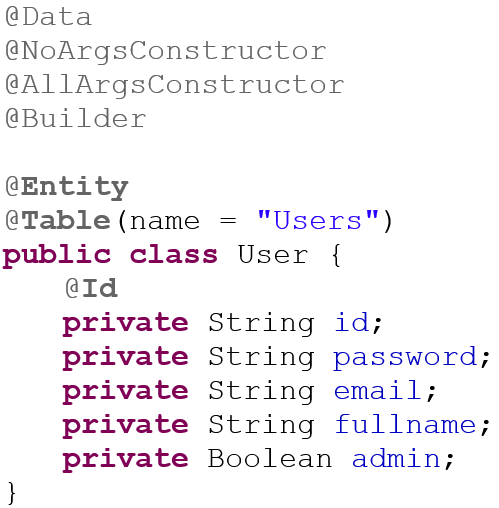 @Data
@NoArgsConstructor
@AllArgsConstructor
@Builder
@Entity
@Table(name = "Users")
public class User {
    @Id
    private String id;
    private String password;
    private String email;
    private String fullname;
    private Boolean admin;
}